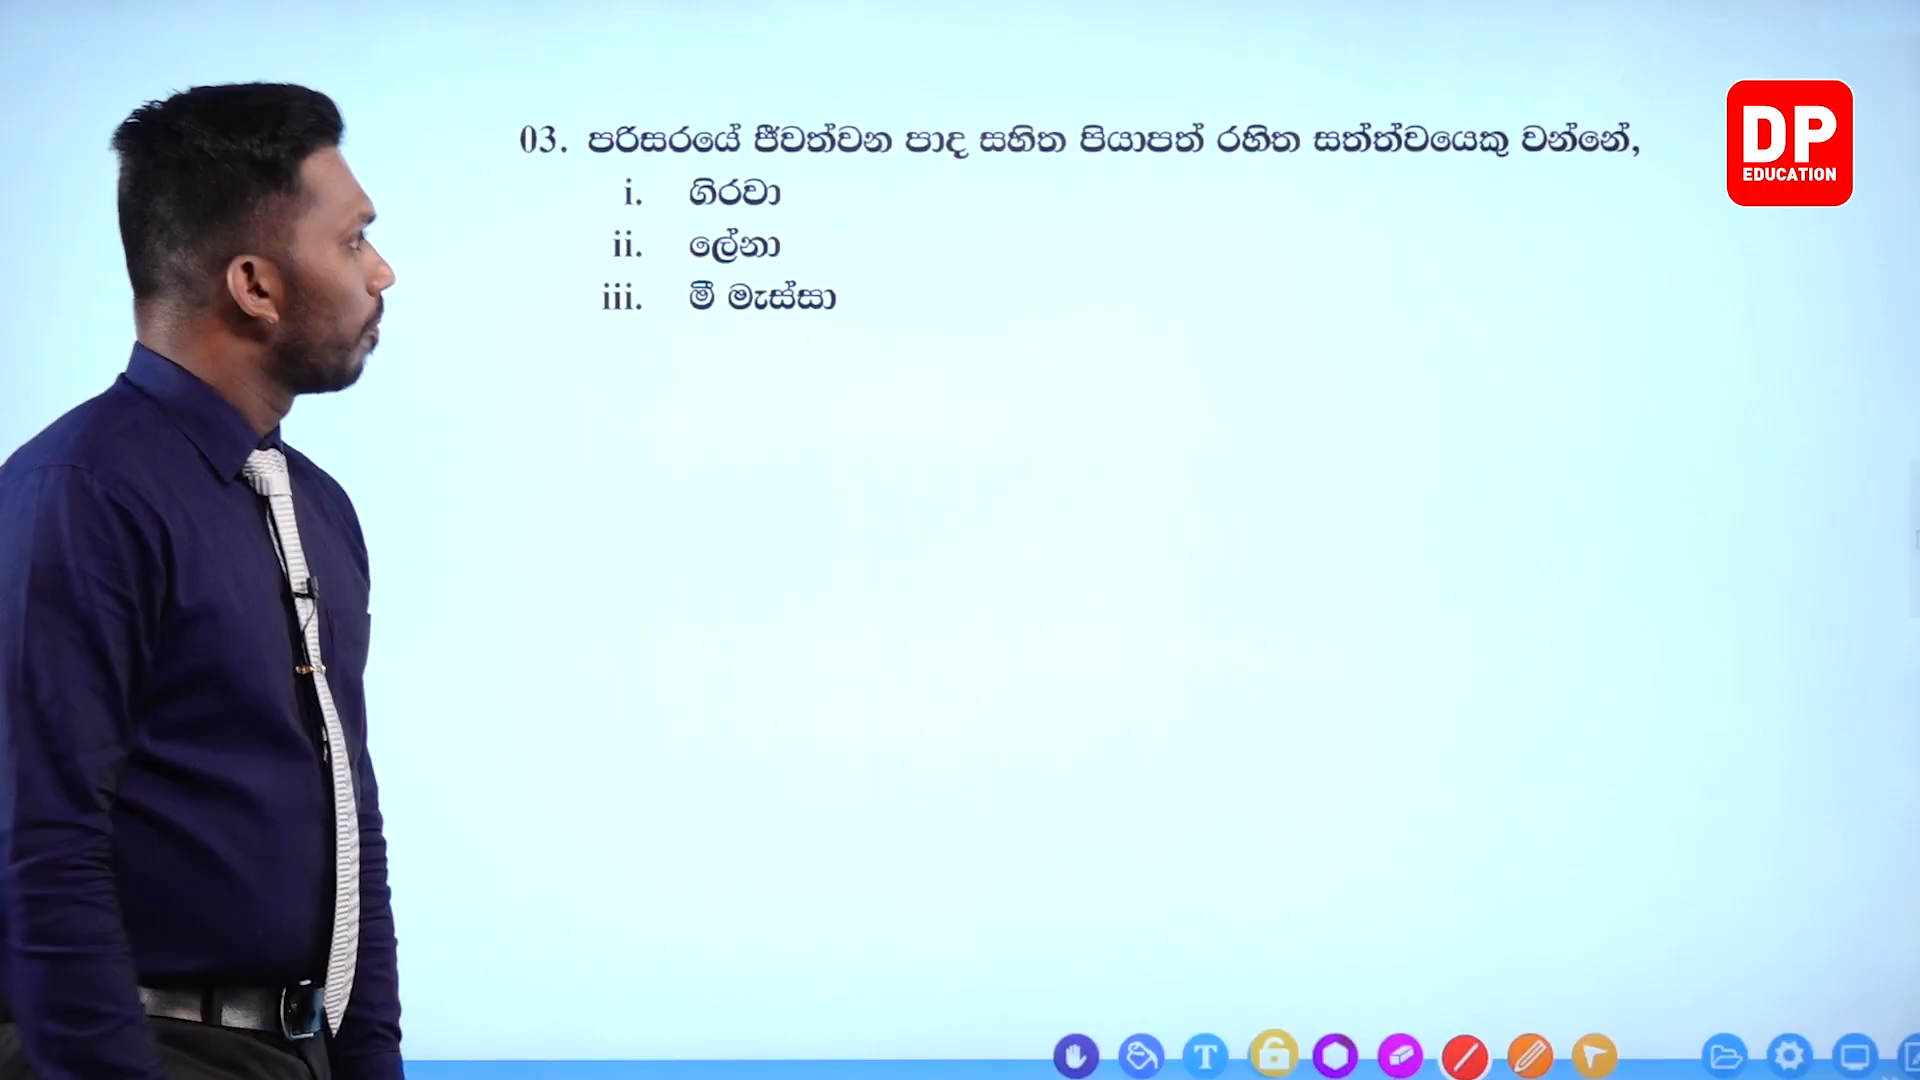 03. පරිසරයේ ජීවත්වන පාද සහිත පියාපත් රහිත සත්ත්වයෙකු වන්නේ,
i. ගිරවා
ii. ලේනා
iii. මී මැස්සා
DP
EDUCATION
T